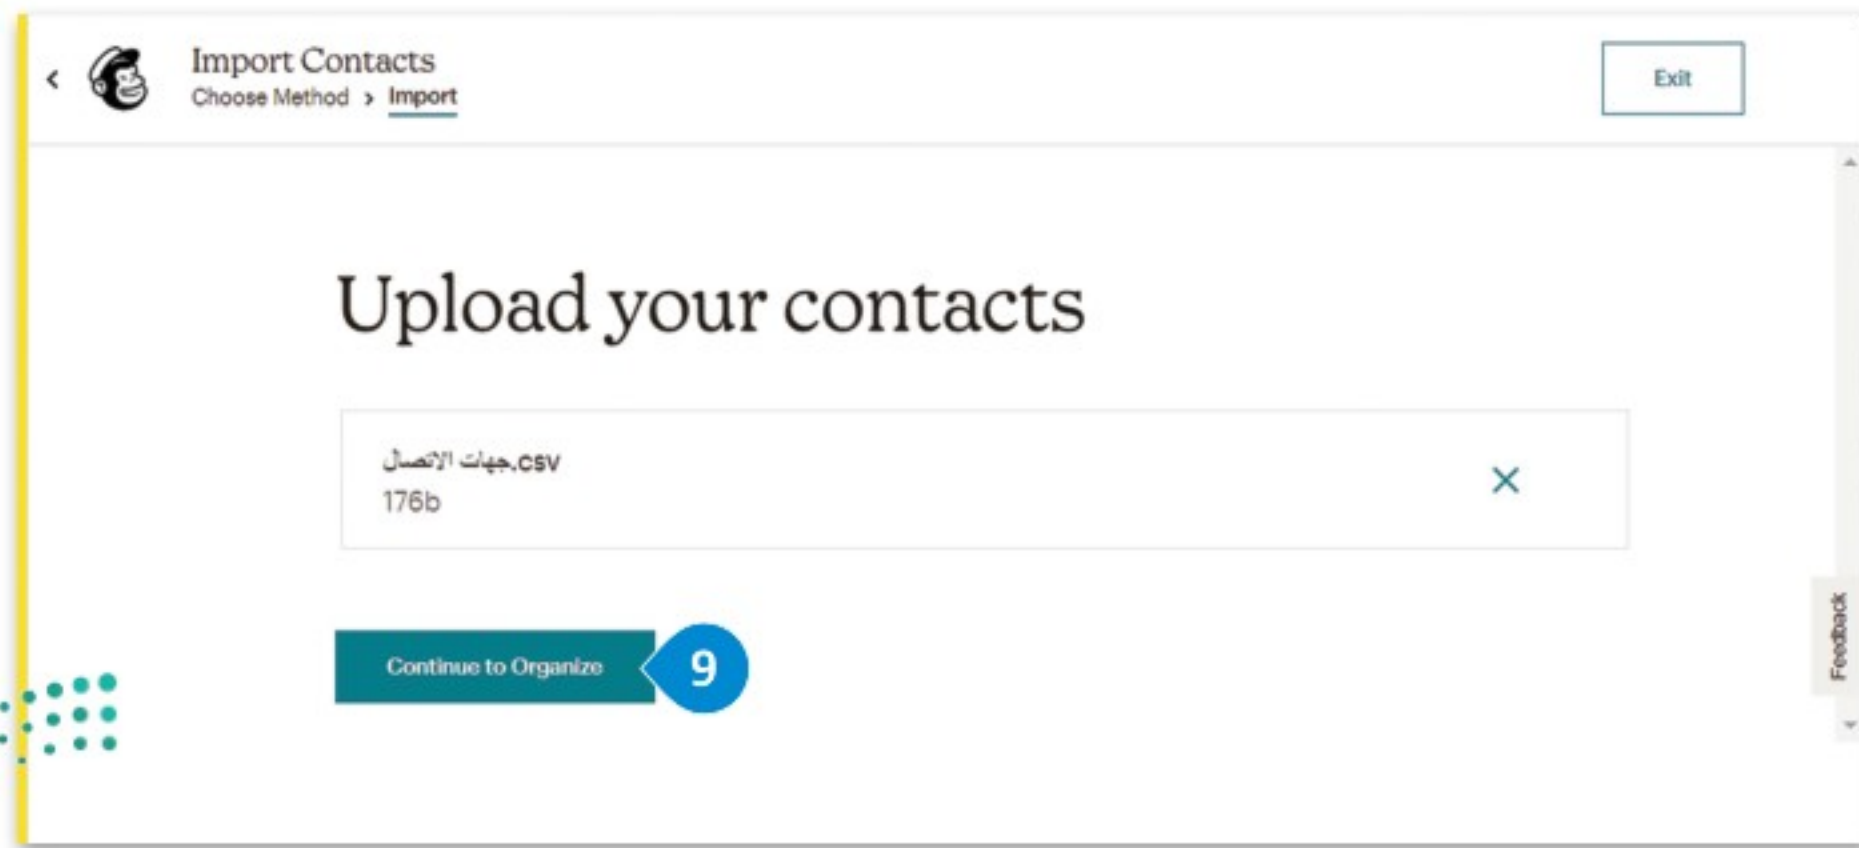 Import Contacts
Choose Method > Import
Exit
Upload your contacts
جهات الاتصال.csv
176b
Continue to Organize
9
Feedback